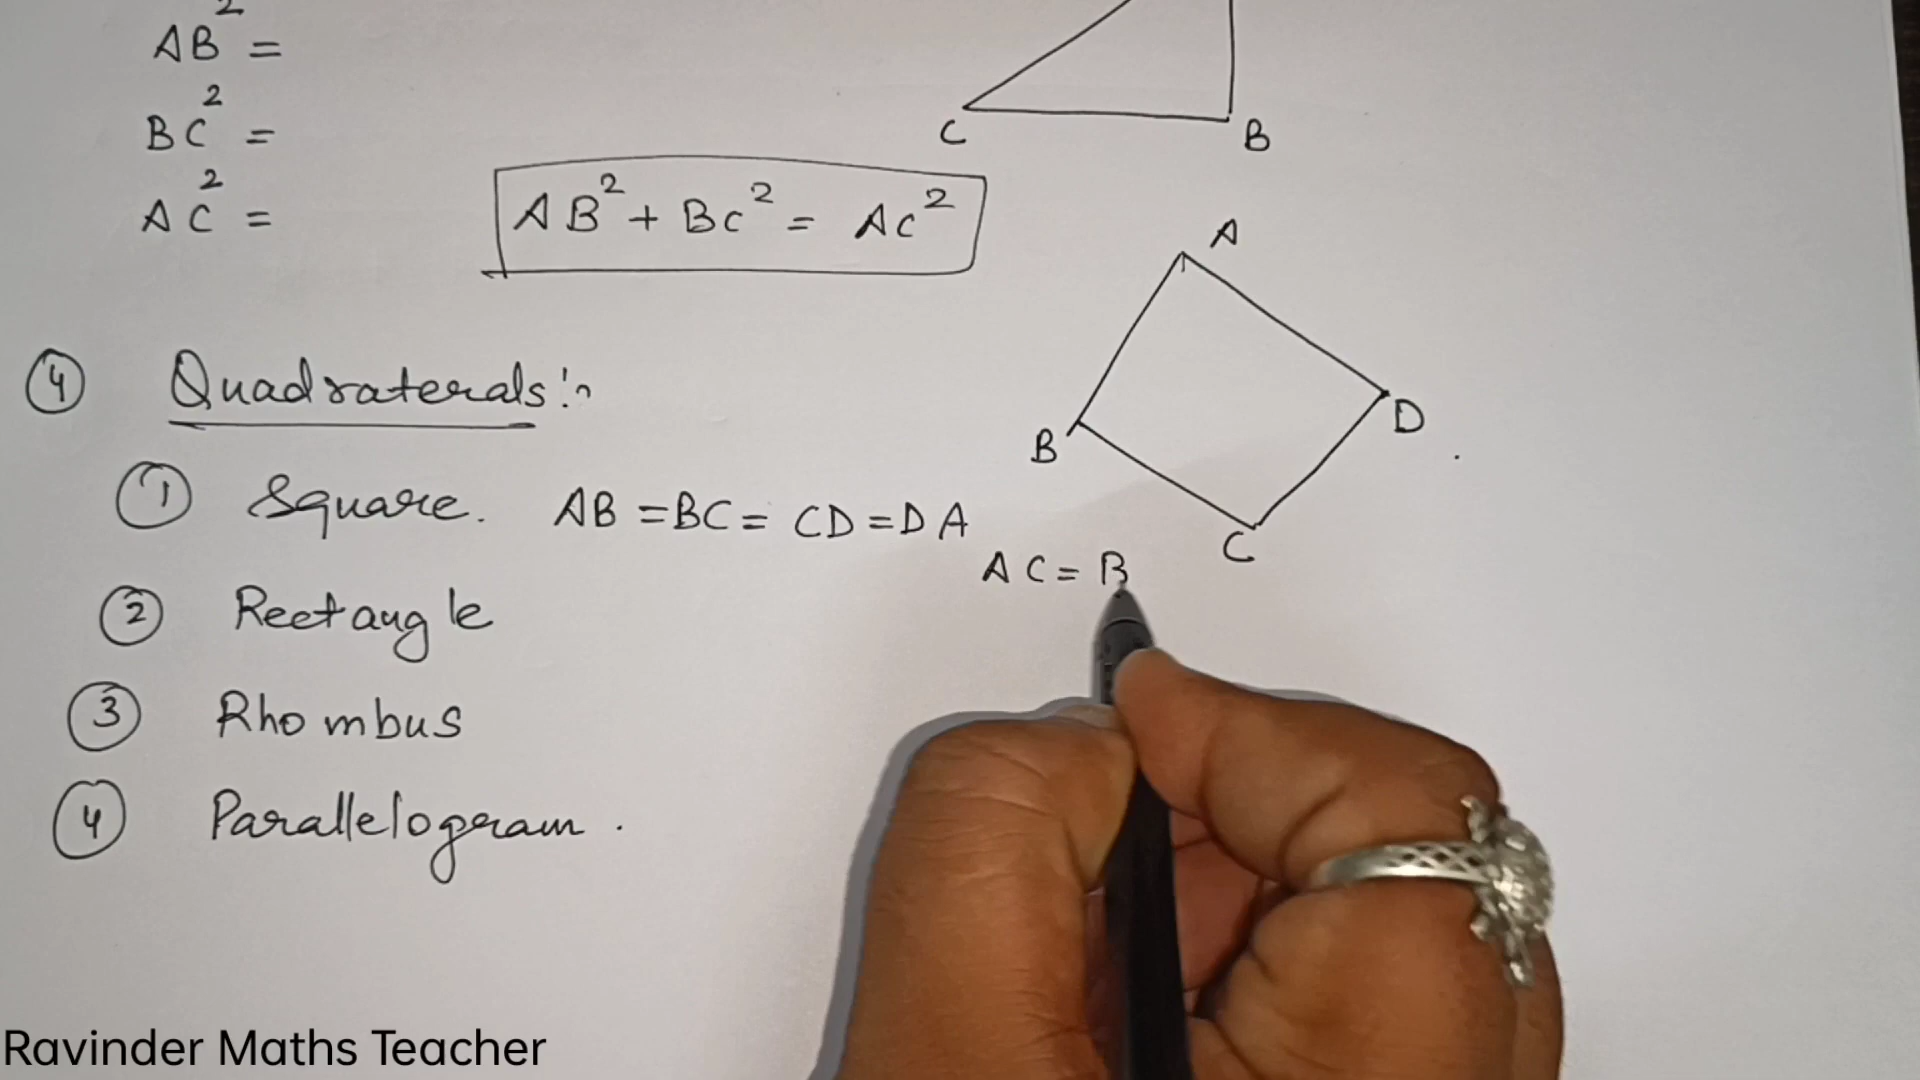 AB² =
BC² =
AC² =
C
B
AB² + BC² = AC²
A
B
D
C
④ Quadraterals :-
① Square. AB = BC = CD = DA
AC = B
② Rectangle
③ Rhombus
④ Parallelogram.
Ravinder Maths Teacher